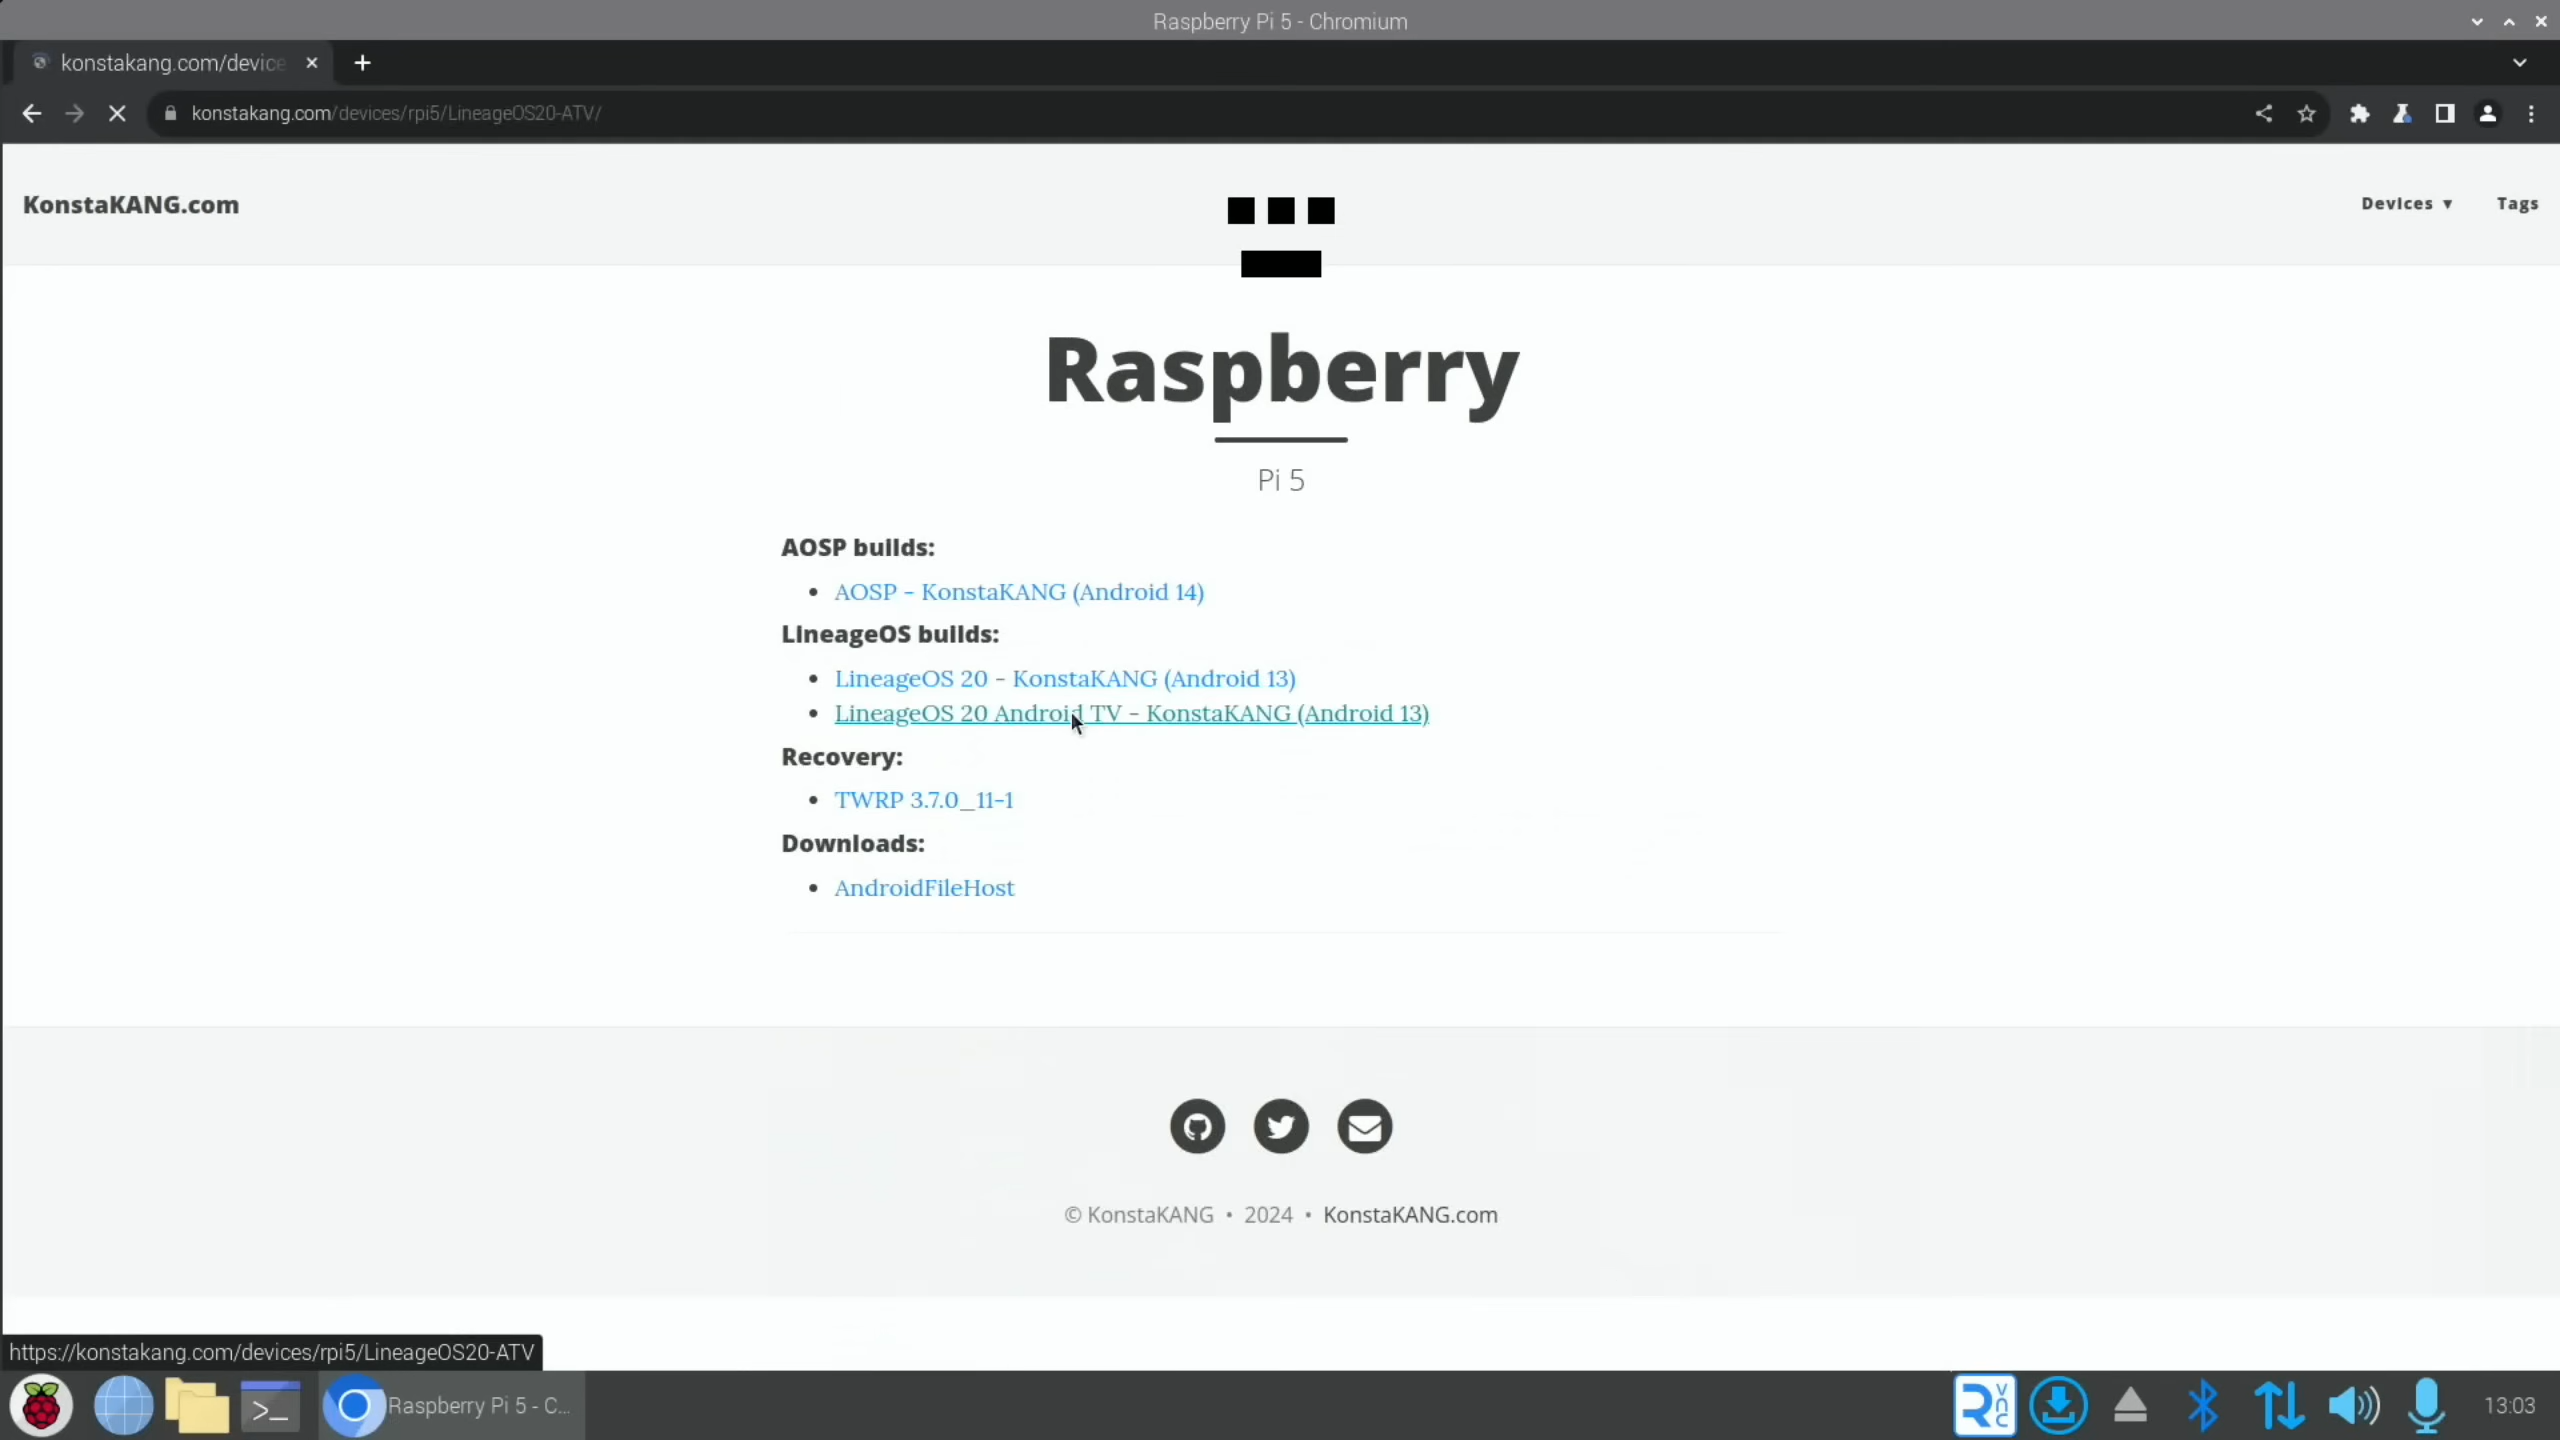 Raspberry Pi 5 - Chromium
konstakang.com/device
konstakang.com/devices/rpi5/LineageOS20-ATV/
KonstaKANG.com
Devices ▼
Tags
Raspberry
Pi 5
AOSP builds:
AOSP - KonstaKANG (Android 14)
LineageOS builds:
LineageOS 20 - KonstaKANG (Android 13)
LineageOS 20 Android TV - KonstaKANG (Android 13)
Recovery:
TWRP 3.7.0_11-1
Downloads:
AndroidFileHost
© KonstaKANG • 2024 • KonstaKANG.com
https://konstakang.com/devices/rpi5/LineageOS20-ATV
Raspberry Pi 5 - C...
13:03